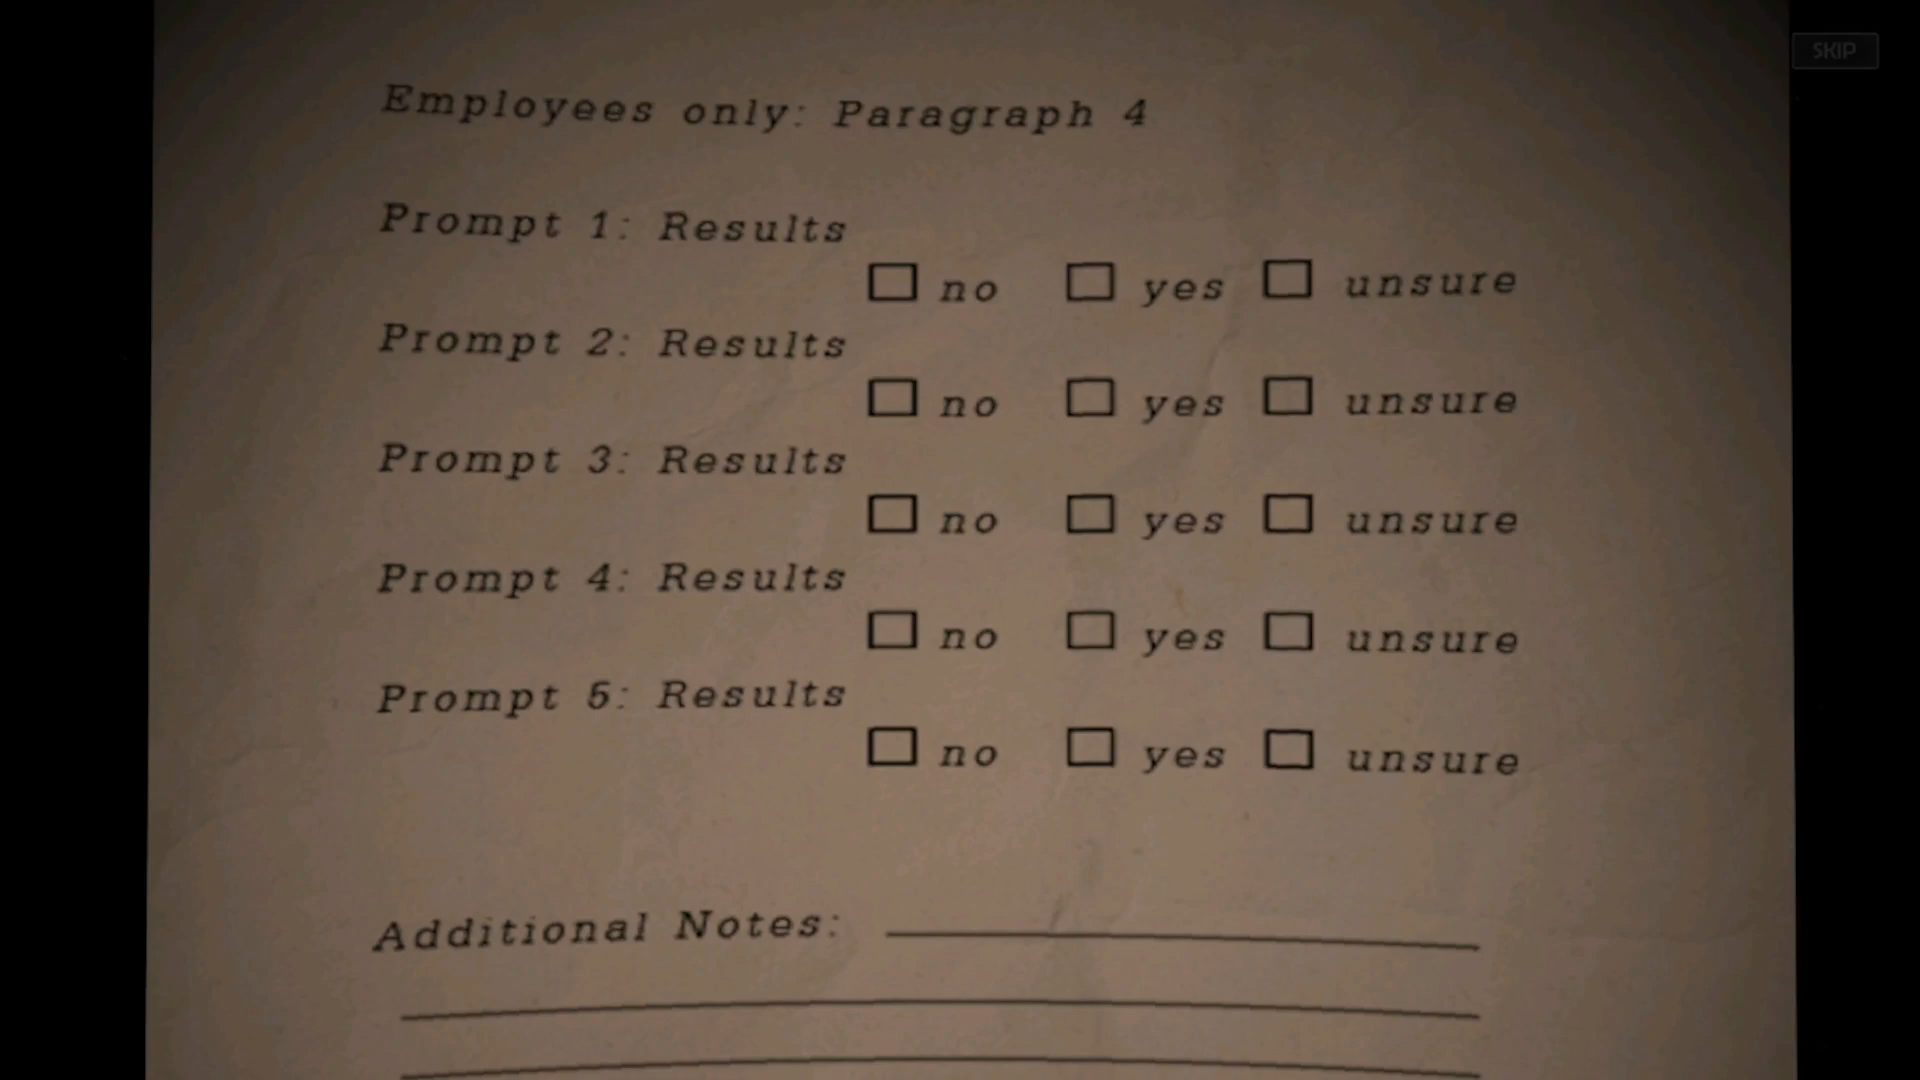 SKIP
Employees only: Paragraph 4
Prompt 1: Results
no yes unsure
Prompt 2: Results
no yes unsure
Prompt 3: Results
no yes unsure
Prompt 4: Results
no yes unsure
Prompt 5: Results
no yes unsure
Additional Notes: